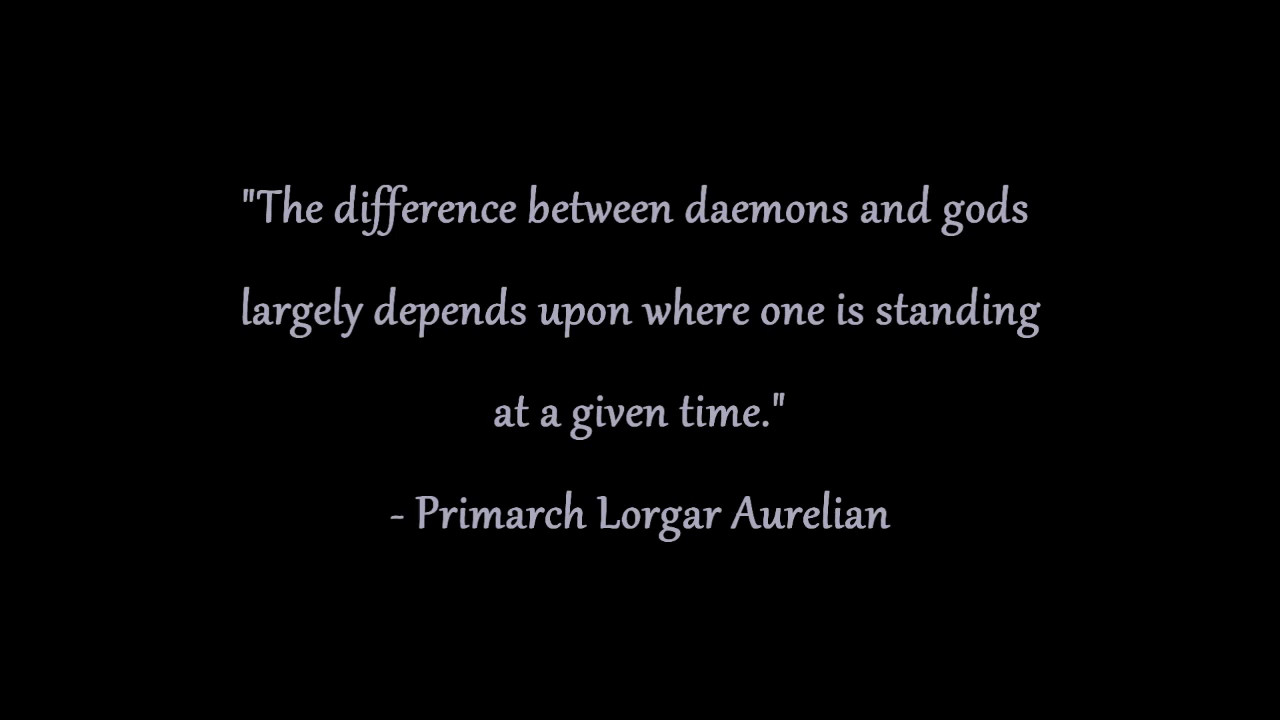 "The difference between daemons and gods
largely depends upon where one is standing
at a given time."
- Primarch Lorgar Aurelian